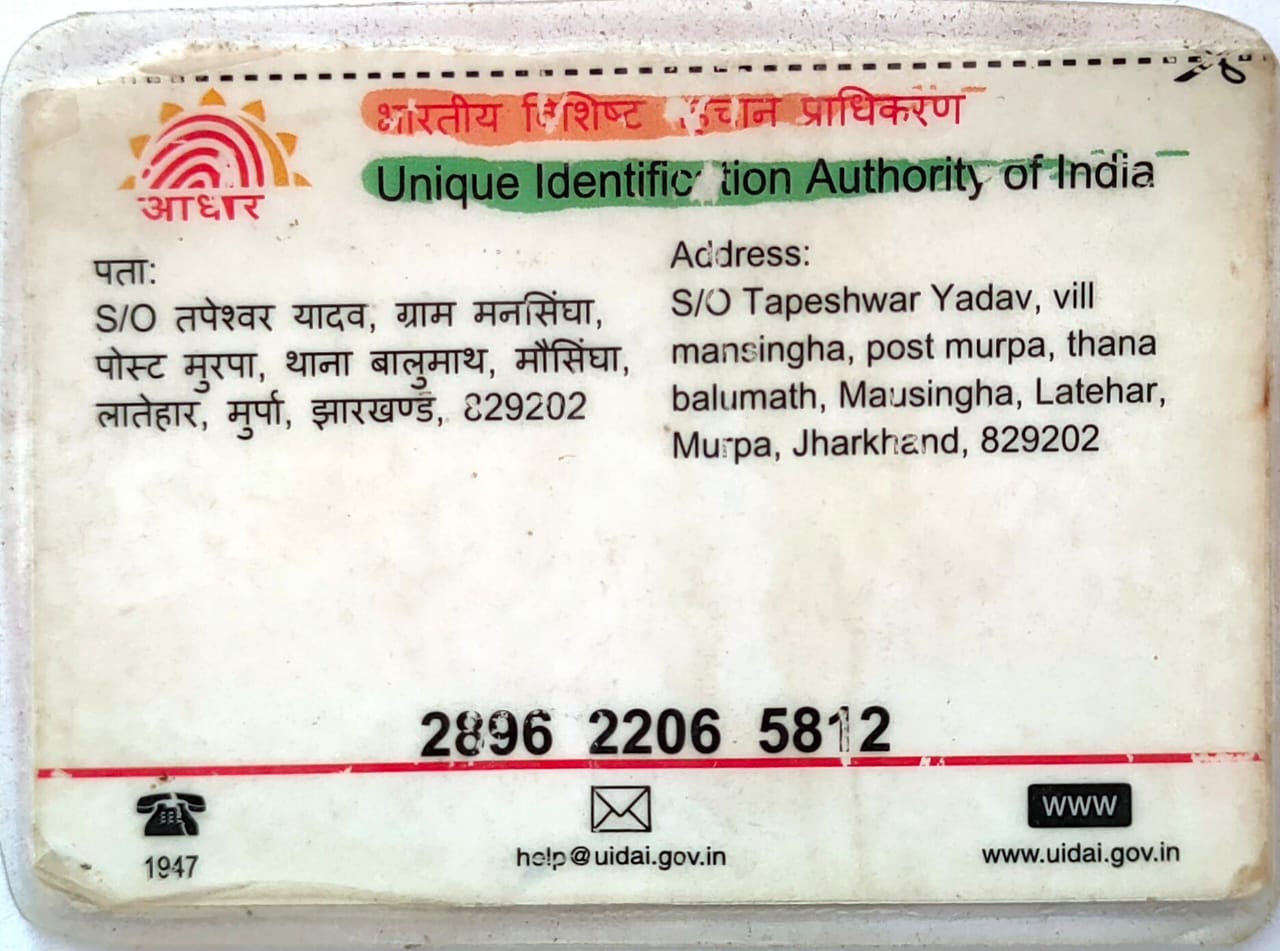 भारतीय विशिष्ट पहचान प्राधिकरण
Unique Identification Authority of India
आधार
पता:
S/O तपेश्वर यादव, ग्राम मनसिंघा,
पोस्ट मुरपा, थाना बालुमाथ, मौसिंघा,
लातेहार, मुर्पा, झारखण्ड, 829202
Address:
S/O Tapeshwar Yadav, vill
mansingha, post murpa, thana
balumath, Mausingha, Latehar,
Murpa, Jharkhand, 829202
2896 2206 5812
1947
help@uidai.gov.in
www
www.uidai.gov.in